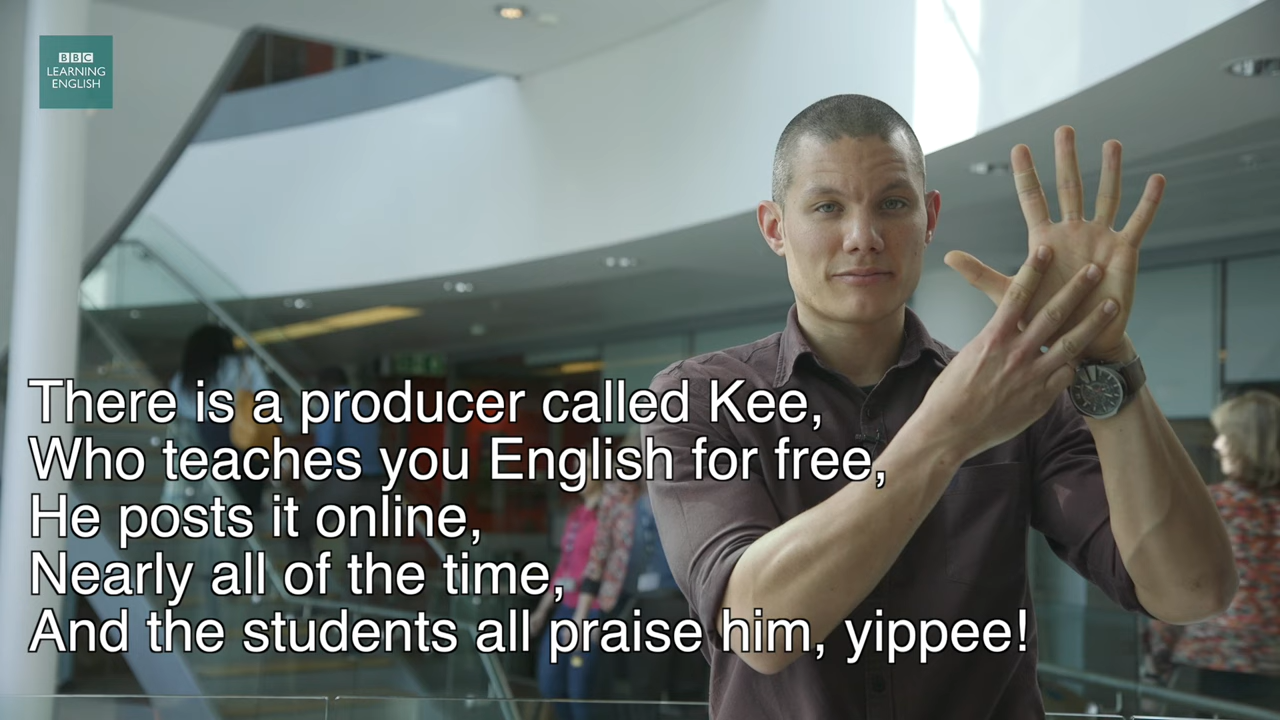 BBC
LEARNING
ENGLISH
There is a producer called Kee,
Who teaches you English for free,
He posts it online,
Nearly all of the time,
And the students all praise him, yippee!